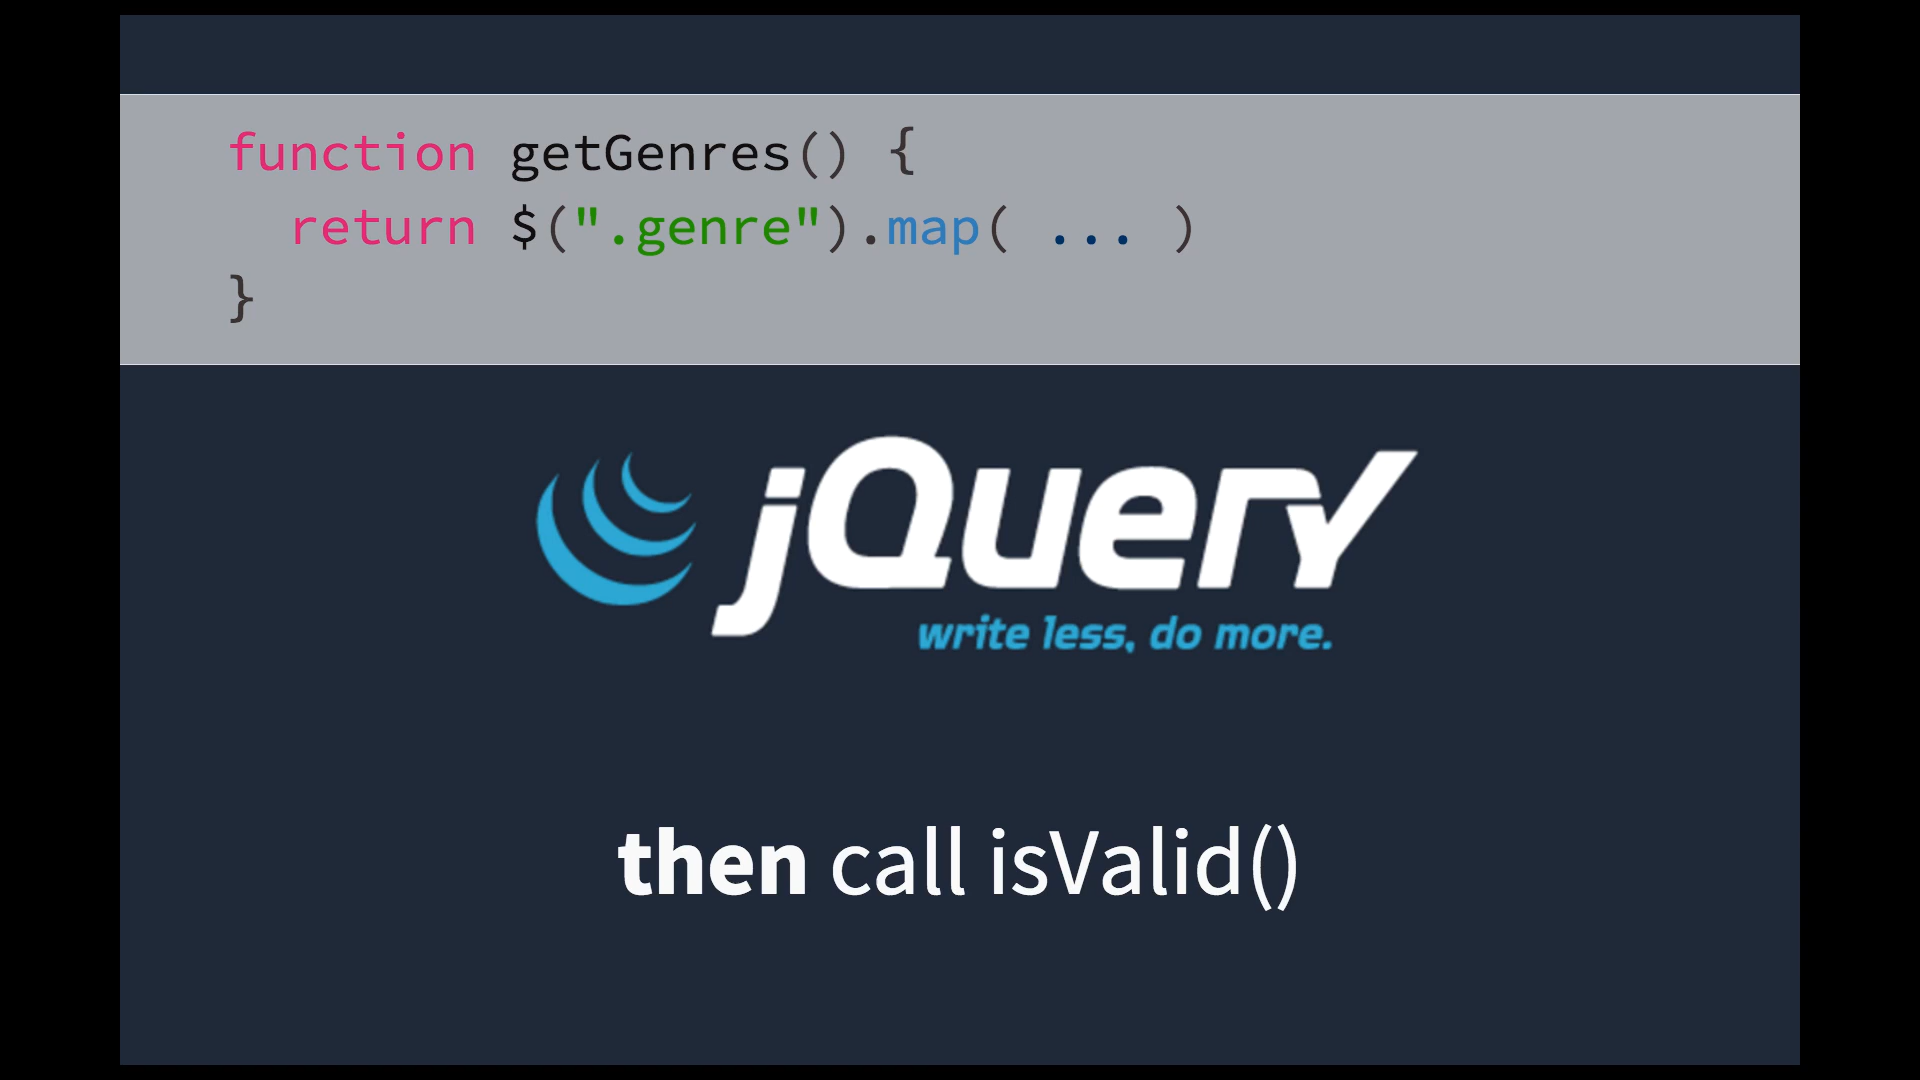 function getGenres() {
  return $(".genre").map( ... )
}
jQuery
write less, do more.
then call isValid()